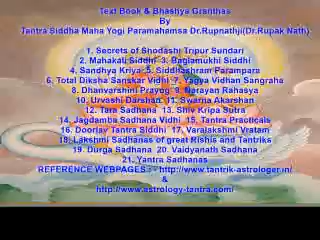 Text Book & Bhashya Granthas
By
Tantra Siddha Maha Yogi Paramahamsa Dr.Rupnathji(Dr.Rupak Nath)
1. Secrets of Shodashi Tripur Sundari
2. Mahakali Siddhi 3. Baglamukhi Siddhi
4. Sandhya Kriya 5. Siddhashram Parampara
6. Total Diksha Sanskar Vidhi 7. Yagya Vidhan Sangraha
8. Dhanvarshini Prayog 9. Narayan Rahasya
10. Urvashi Darshan 11. Swarna Akarshan
12. Tara Sadhana 13. Shiv Kripa Sutra
14. Jagdamba Sadhana Vidhi 15. Tantra Practicals
16. Doorlav Tantra Siddhi 17. Varalakshmi Vratam
18. Lakshmi Sadhanas of great Rishis and Tantriks
19. Durga Sadhana 20. Vaidyanath Sadhana
21. Yantra Sadhanas
REFERENCE WEBPAGES : - http://www.tantrik-astrologer.in/
&
http://www.astrology-tantra.com/